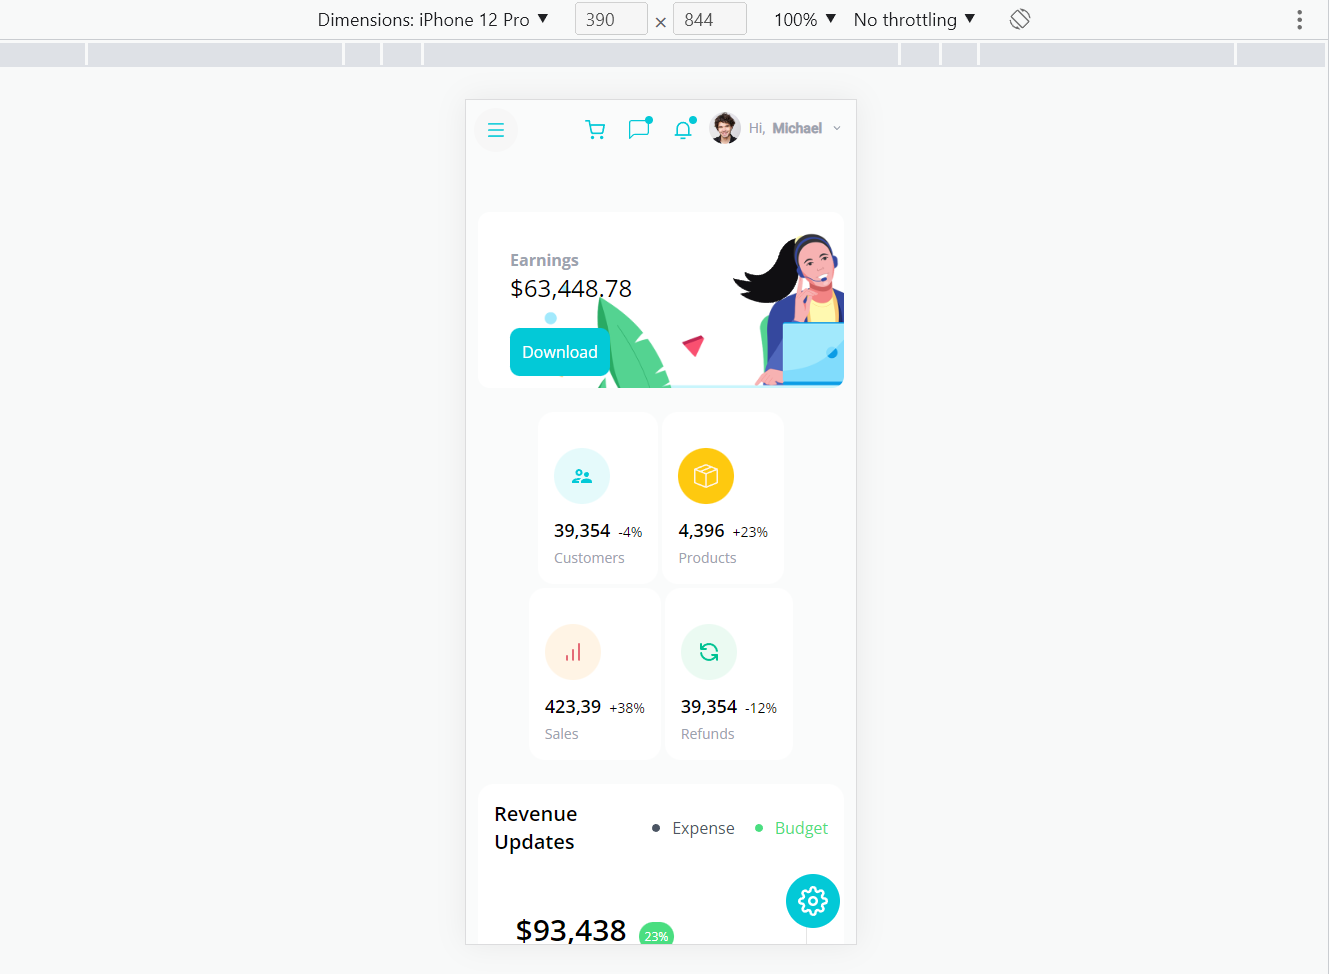 Dimensions: iPhone 12 Pro ▼ 390 × 844 100% ▼ No throttling ▼
Hi, Michael
Earnings
$63,448.78
Download
39,354 -4%
Customers
4,396 +23%
Products
423,39 +38%
Sales
39,354 -12%
Refunds
Revenue
Updates
Expense
Budget
$93,438 23%